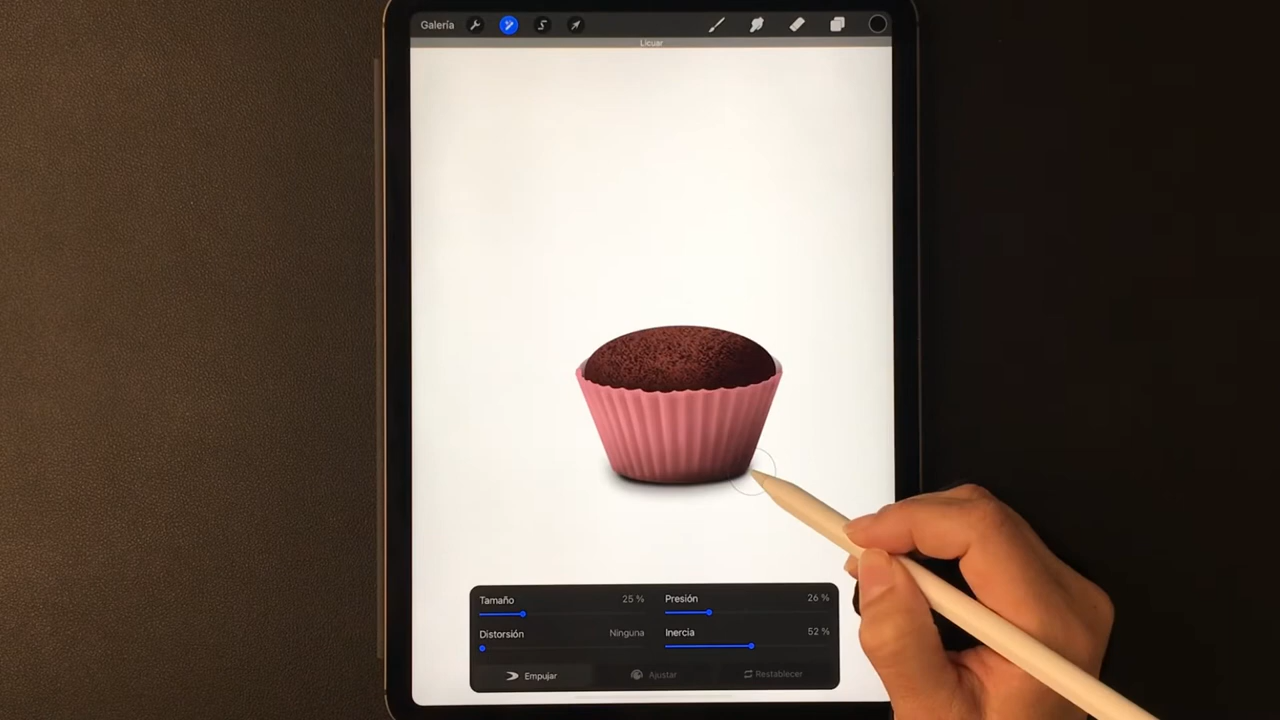 Galería
Licuar
Tamaño 25 % Presión 26 %
Distorsión Ninguna Inercia 52 %
Empujar Ajustar Restablecer